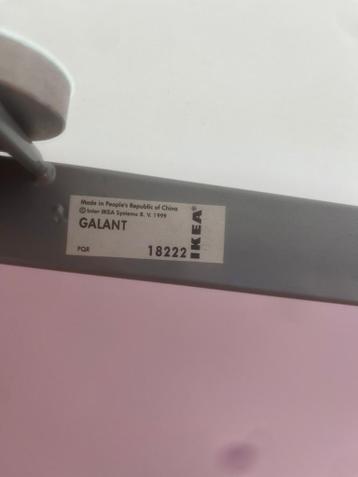 Made in People's Republic of China
© Inter IKEA Systems B. V. 1999
GALANT
PQR 18222
IKEA®